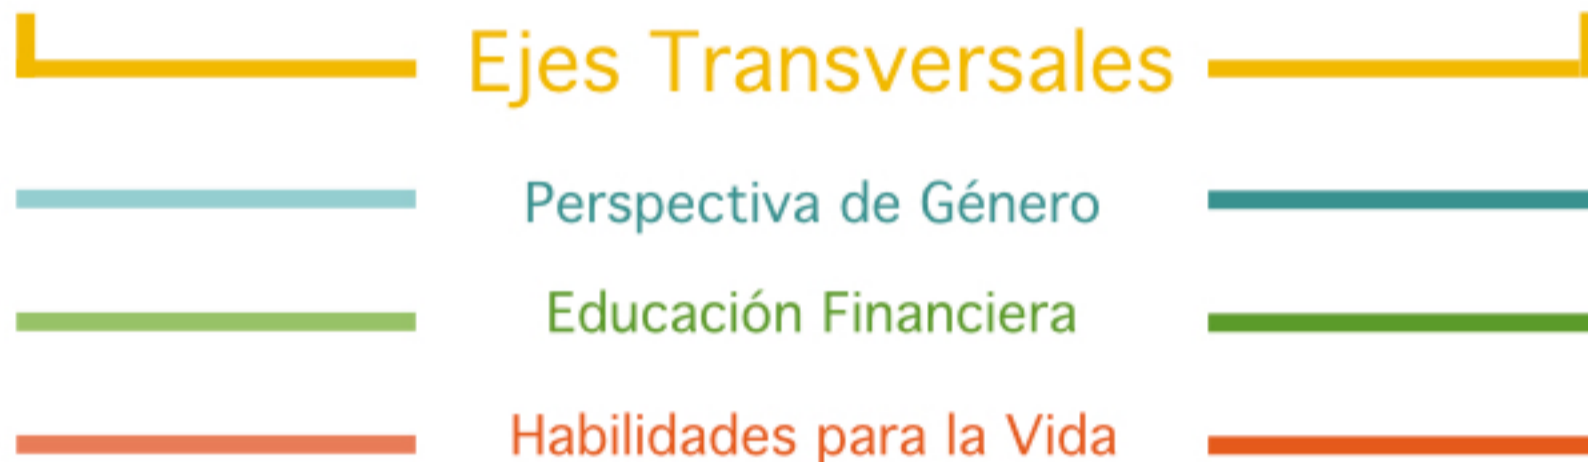 Ejes Transversales
Perspectiva de Género
Educación Financiera
Habilidades para la Vida